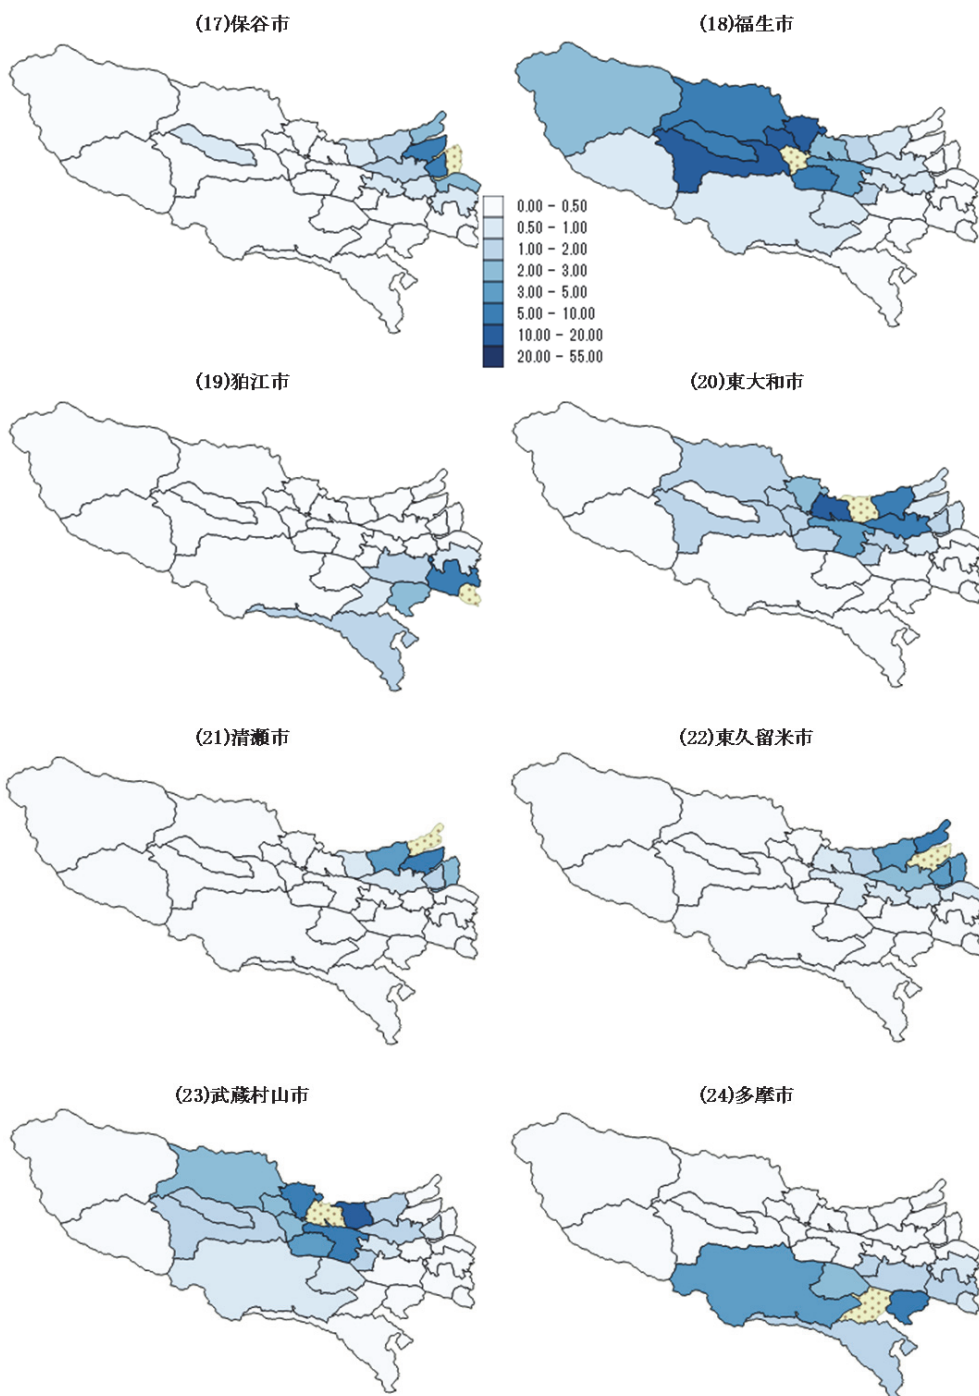 (17)保谷市
(18)福生市
0.00 - 0.50
0.50 - 1.00
1.00 - 2.00
2.00 - 3.00
3.00 - 5.00
5.00 - 10.00
10.00 - 20.00
20.00 - 55.00
(19)狛江市
(20)東大和市
(21)清瀬市
(22)東久留米市
(23)武蔵村山市
(24)多摩市